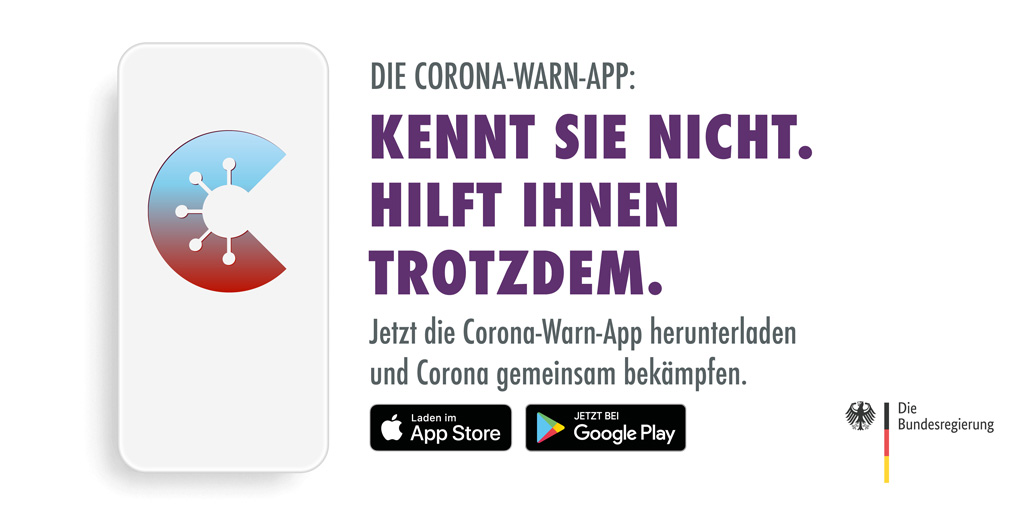 DIE CORONA-WARN-APP:
KENNT SIE NICHT.
HILFT IHNEN
TROTZDEM.
Jetzt die Corona-Warn-App herunterladen
und Corona gemeinsam bekämpfen.
Laden im
App Store
JETZT BEI
Google Play
Die
Bundesregierung